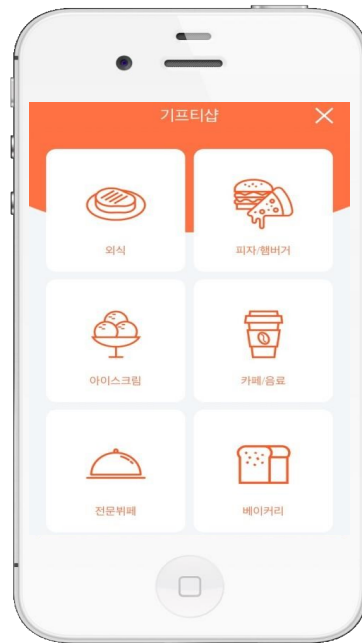 기프티샵
외식
피자/햄버거
아이스크림
카페/음료
전문뷔페
베이커리